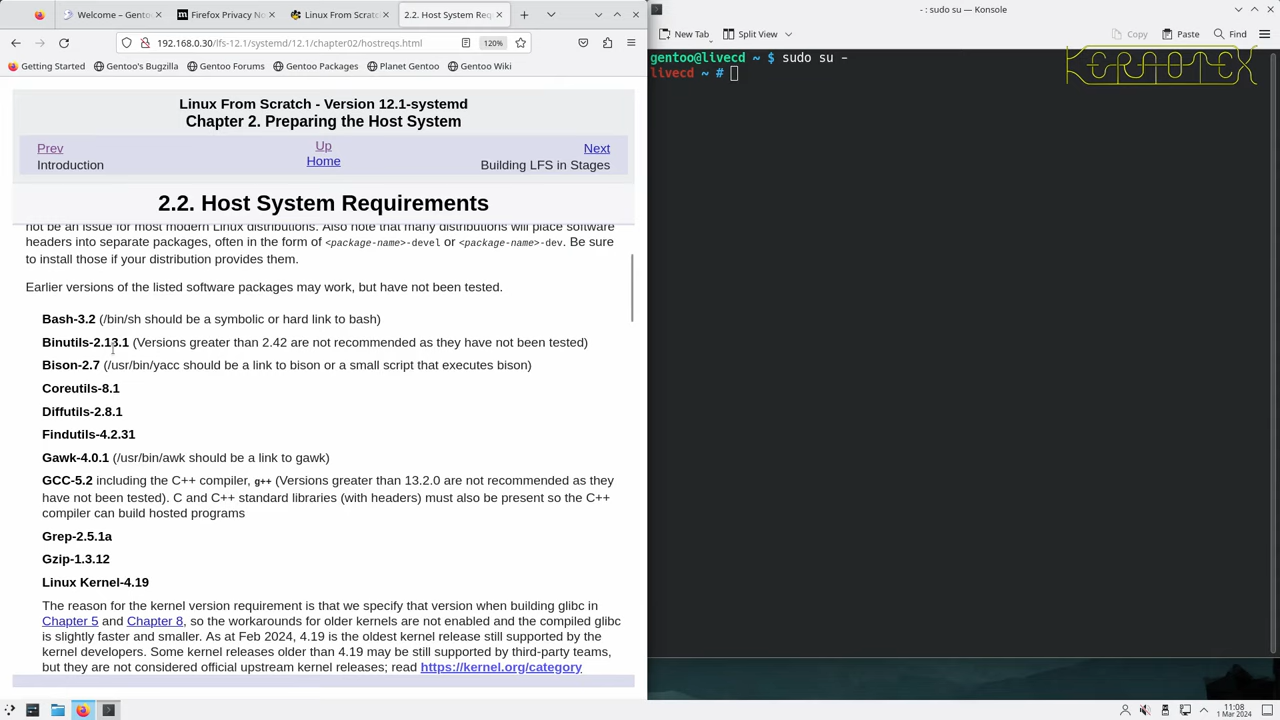 Welcome – Gento
Firefox Privacy No
Linux From Scratc
2.2. Host System Req
- : sudo su — Konsole
192.168.0.30/lfs-12.1/systemd/12.1/chapter02/hostreqs.html
120%
New Tab
Split View
Copy
Paste
Find
Getting Started
Gentoo's Bugzilla
Gentoo Forums
Gentoo Packages
Planet Gentoo
Gentoo Wiki
gentoo@livecd ~ $ sudo su -
livecd ~ #
KERNOTEX
Linux From Scratch - Version 12.1-systemd
Chapter 2. Preparing the Host System
Prev
Up
Next
Introduction
Home
Building LFS in Stages
2.2. Host System Requirements
not be an issue for most modern Linux distributions. Also note that many distributions will place software
headers into separate packages, often in the form of <package-name>-devel or <package-name>-dev. Be sure
to install those if your distribution provides them.
Earlier versions of the listed software packages may work, but have not been tested.
Bash-3.2 (/bin/sh should be a symbolic or hard link to bash)
Binutils-2.13.1 (Versions greater than 2.42 are not recommended as they have not been tested)
Bison-2.7 (/usr/bin/yacc should be a link to bison or a small script that executes bison)
Coreutils-8.1
Diffutils-2.8.1
Findutils-4.2.31
Gawk-4.0.1 (/usr/bin/awk should be a link to gawk)
GCC-5.2 including the C++ compiler, g++ (Versions greater than 13.2.0 are not recommended as they
have not been tested). C and C++ standard libraries (with headers) must also be present so the C++
compiler can build hosted programs
Grep-2.5.1a
Gzip-1.3.12
Linux Kernel-4.19
The reason for the kernel version requirement is that we specify that version when building glibc in
Chapter 5 and Chapter 8, so the workarounds for older kernels are not enabled and the compiled glibc
is slightly faster and smaller. As at Feb 2024, 4.19 is the oldest kernel release still supported by the
kernel developers. Some kernel releases older than 4.19 may be still supported by third-party teams,
but they are not considered official upstream kernel releases; read https://kernel.org/category
11:08
1 Mar 2024